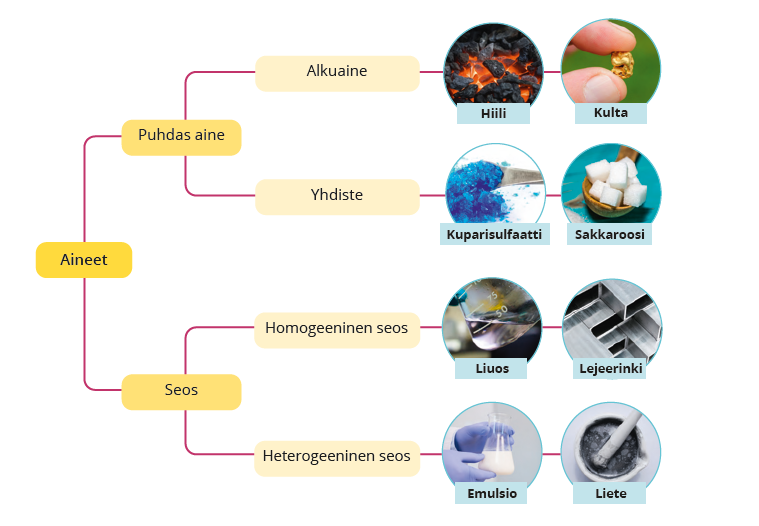 Aineet
Puhdas aine
Alkuaine
Hiili
Kulta
Yhdiste
Kuparisulfaatti
Sakkaroosi
Seos
Homogeeninen seos
Liuos
Lejeerinki
Heterogeeninen seos
Emulsio
Liete